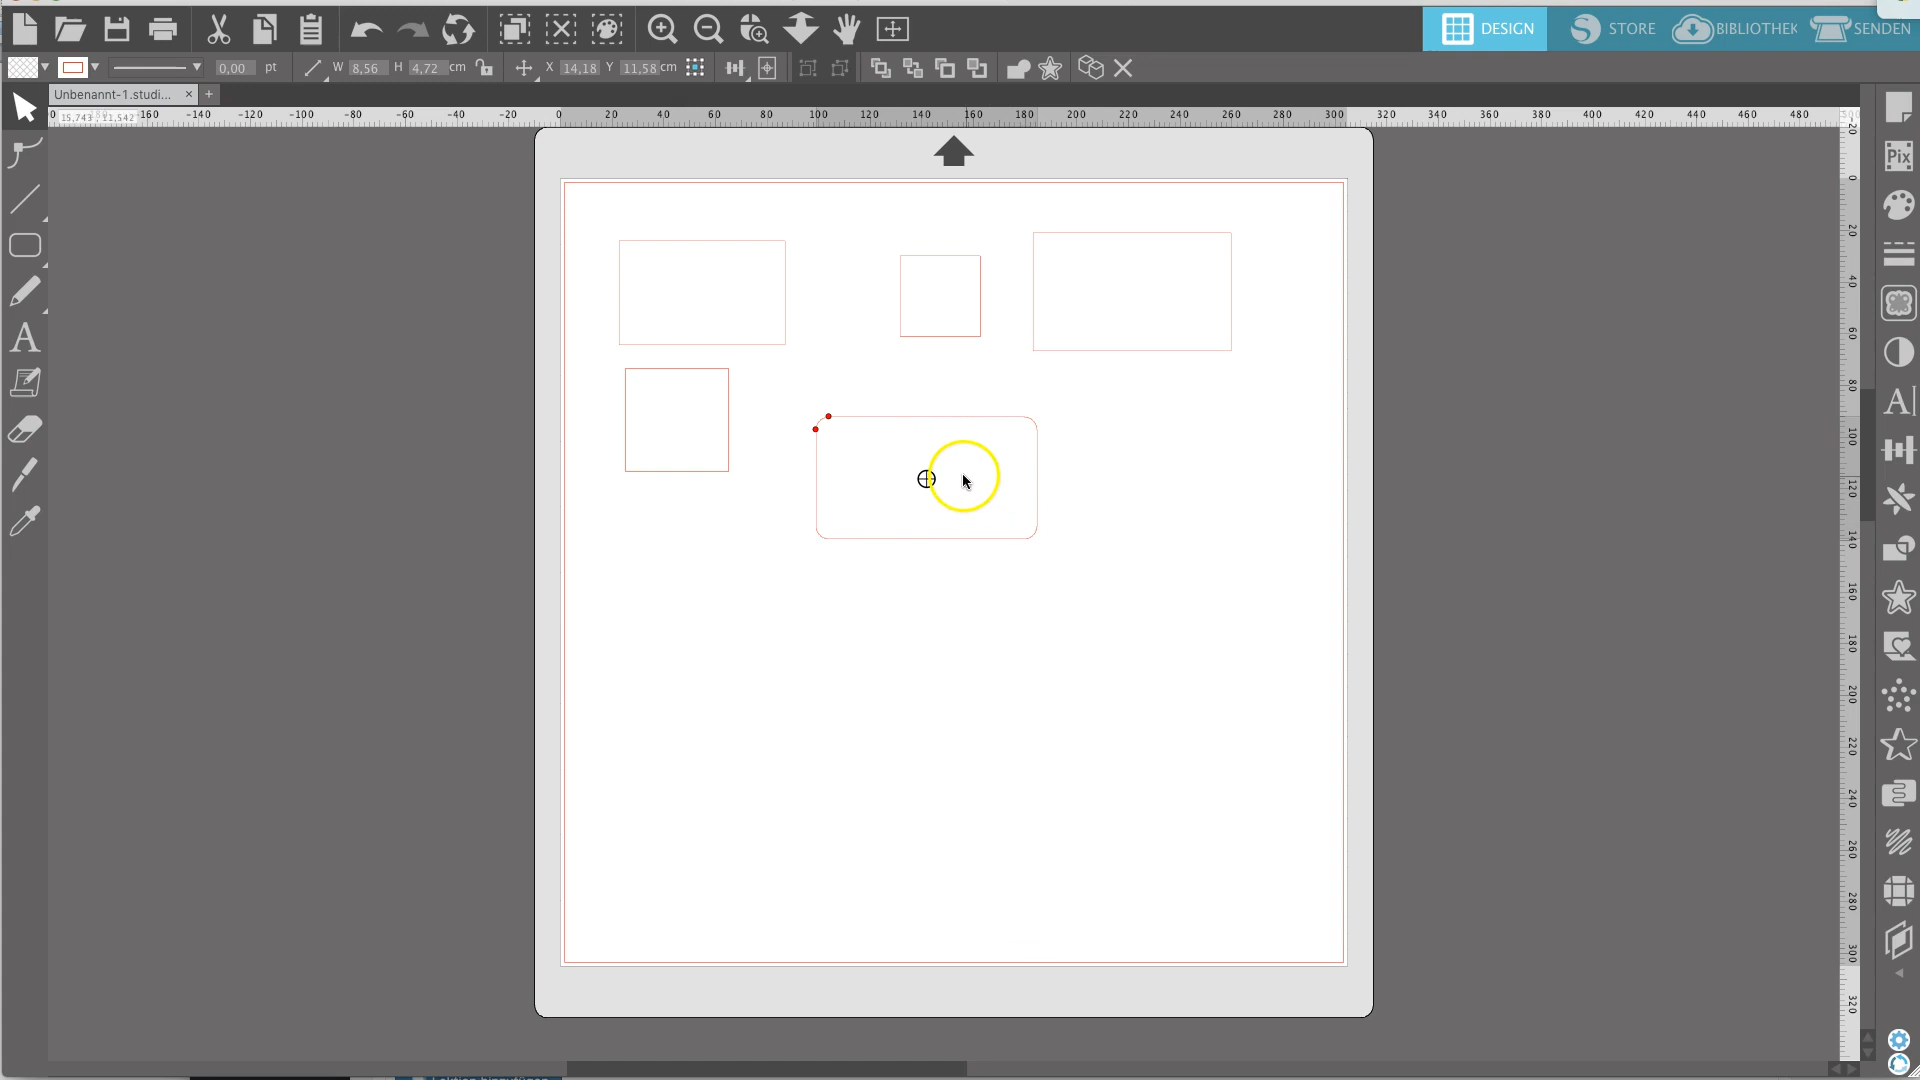 DESIGN STORE BIBLIOTHEK SENDEN
0,00 pt W 8,56 H 4,72 cm X 14,18 Y 11,58 cm
Unbenannt-1.studi... × +
0 160 -140 -120 -100 -80 -60 -40 -20 0 20 40 60 80 100 120 140 160 180 200 220 240 260 280 300 320 340 360 380 400 420 440 460 480
15,743 , 11,542
-20
0
20
40
60
80
100
120
140
160
180
200
220
240
260
280
300
320
Pix
A
A